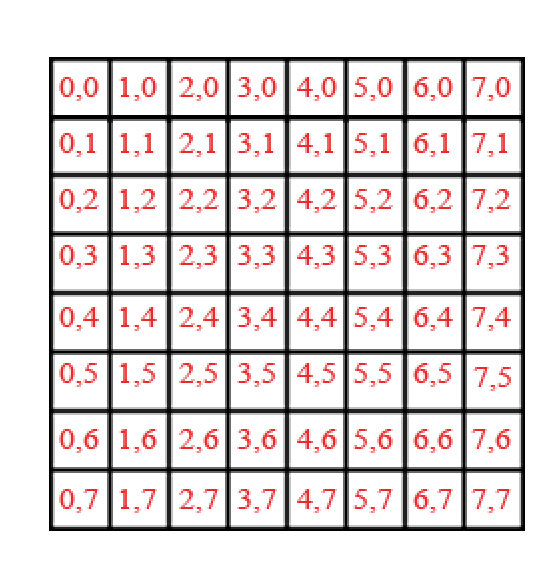 0,0 1,0 2,0 3,0 4,0 5,0 6,0 7,0
0,1 1,1 2,1 3,1 4,1 5,1 6,1 7,1
0,2 1,2 2,2 3,2 4,2 5,2 6,2 7,2
0,3 1,3 2,3 3,3 4,3 5,3 6,3 7,3
0,4 1,4 2,4 3,4 4,4 5,4 6,4 7,4
0,5 1,5 2,5 3,5 4,5 5,5 6,5 7,5
0,6 1,6 2,6 3,6 4,6 5,6 6,6 7,6
0,7 1,7 2,7 3,7 4,7 5,7 6,7 7,7